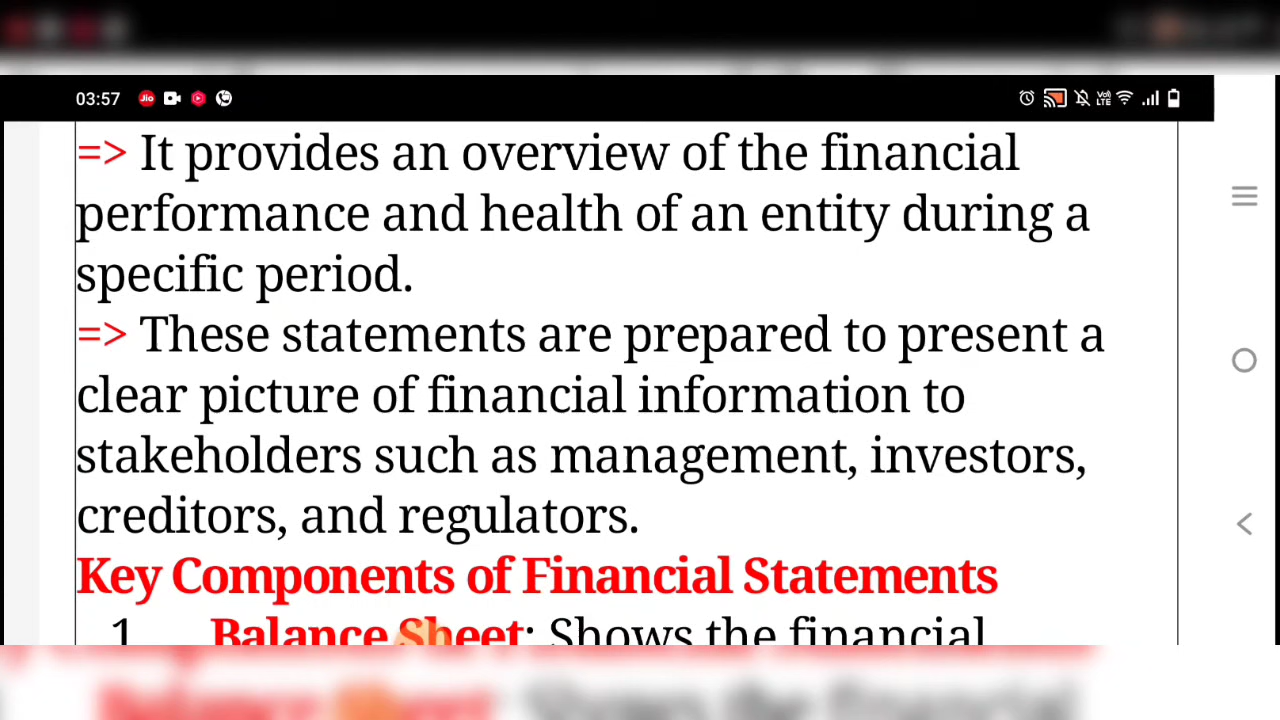 03:57
=> It provides an overview of the financial
performance and health of an entity during a
specific period.
=> These statements are prepared to present a
clear picture of financial information to
stakeholders such as management, investors,
creditors, and regulators.
Key Components of Financial Statements
1 Balance Sheet: Shows the financial